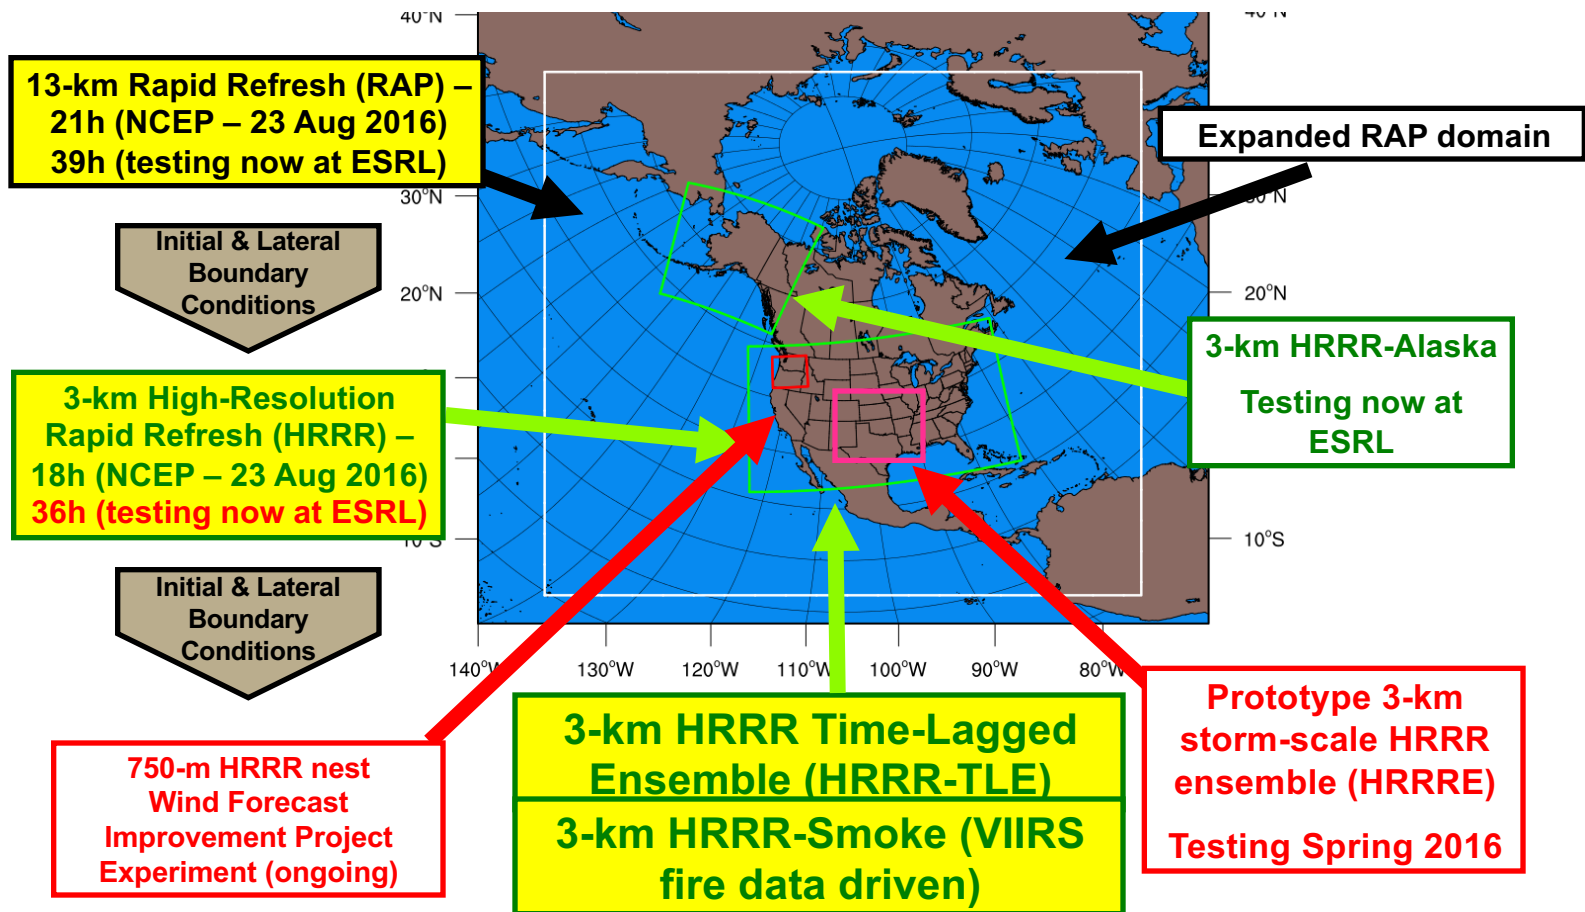 40°N
40°N
13-km Rapid Refresh (RAP) –
21h (NCEP – 23 Aug 2016)
39h (testing now at ESRL)
Expanded RAP domain
30°N
30°N
Initial & Lateral
Boundary
Conditions
20°N
20°N
3-km HRRR-Alaska
Testing now at
ESRL
3-km High-Resolution
Rapid Refresh (HRRR) –
18h (NCEP – 23 Aug 2016)
36h (testing now at ESRL)
10°S
10°S
Initial & Lateral
Boundary
Conditions
140°W
130°W
120°W
110°W
100°W
90°W
80°W
750-m HRRR nest
Wind Forecast
Improvement Project
Experiment (ongoing)
3-km HRRR Time-Lagged
Ensemble (HRRR-TLE)
3-km HRRR-Smoke (VIIRS
fire data driven)
Prototype 3-km
storm-scale HRRR
ensemble (HRRRE)
Testing Spring 2016